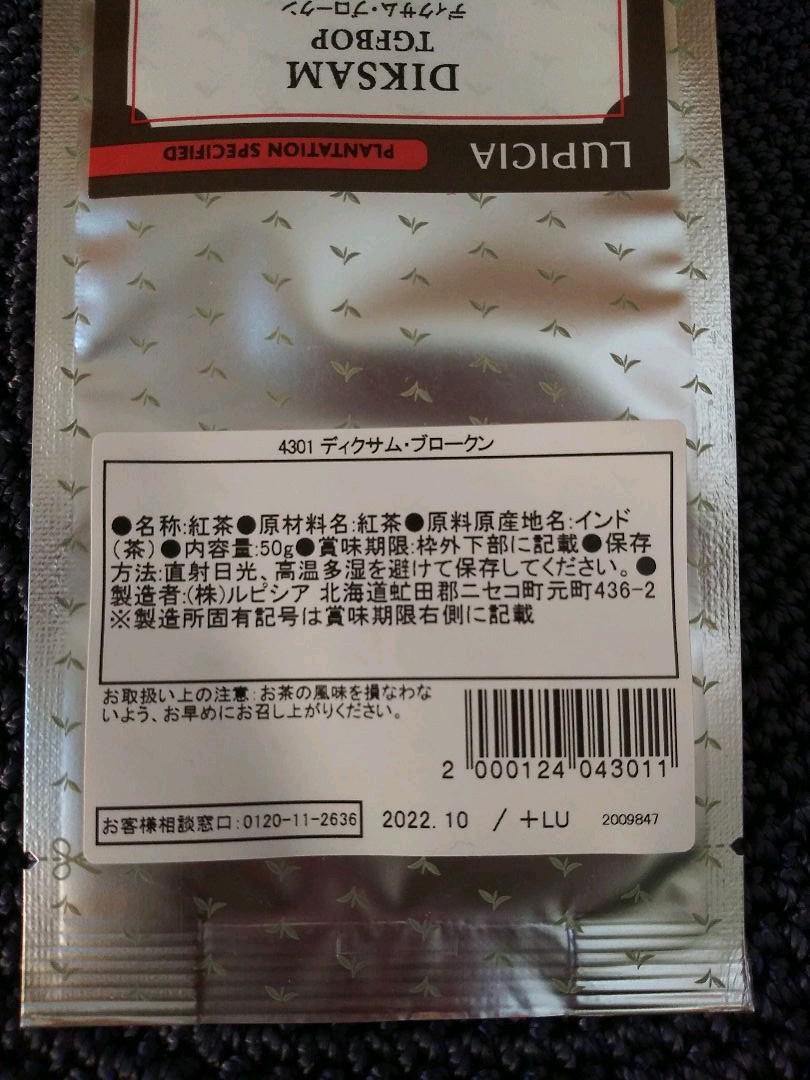 ディクサム・ブロークン
TGFBOP
DIKSAM
PLANTATION SPECIFIED
LUPICIA
4301 ディクサム・ブロークン
●名称:紅茶●原材料名:紅茶●原料原産地名:インド
(茶)●内容量:50g●賞味期限:枠外下部に記載●保存
方法:直射日光、高温多湿を避けて保存してください。●
製造者:(株)ルピシア 北海道虻田郡ニセコ町元町436-2
※製造所固有記号は賞味期限右側に記載
お取扱い上の注意:お茶の風味を損なわな
いよう、お早めにお召し上がりください。
2 000124 043011
お客様相談窓口:0120-11-2636
2022.10 / +LU 2009847